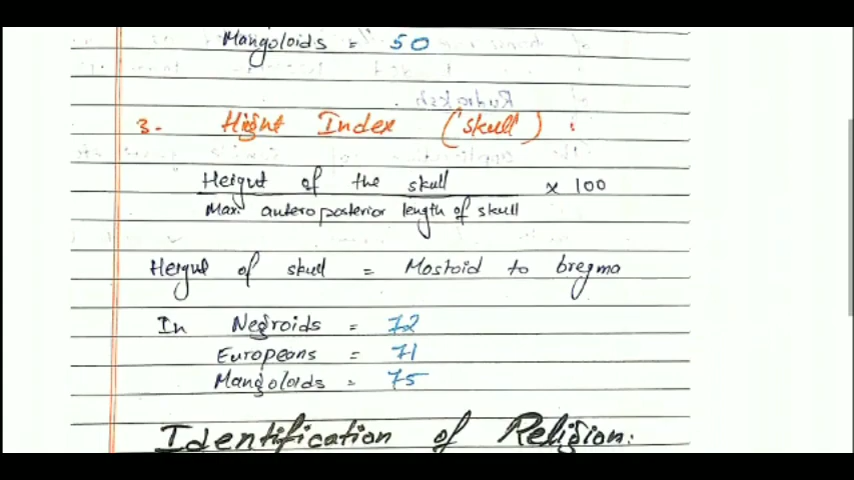 Mangoloids = 50
3- Hight Index (skull) :
Height of the skull × 100
Max. anteroposterior length of skull
Height of skull = Mostoid to bregma
In Negroids = 72
Europeans = 71
Mangoloids = 75
Identification of Religion: